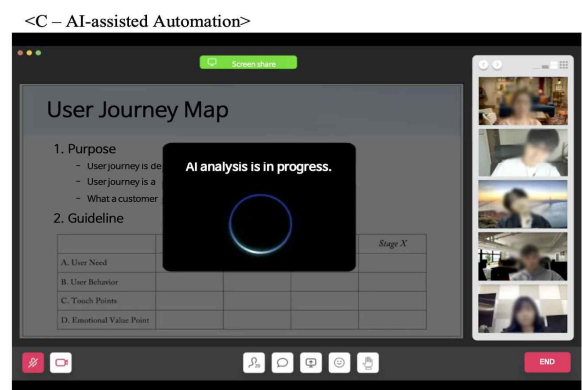 <C – AI-assisted Automation>
Screen share
User Journey Map
1. Purpose
- User journey is de
- User journey is a
- What a customer
AI analysis is in progress.
2. Guideline
Stage X
A. User Need
B. User Behavior
C. Touch Points
D. Emotional Value Point
END